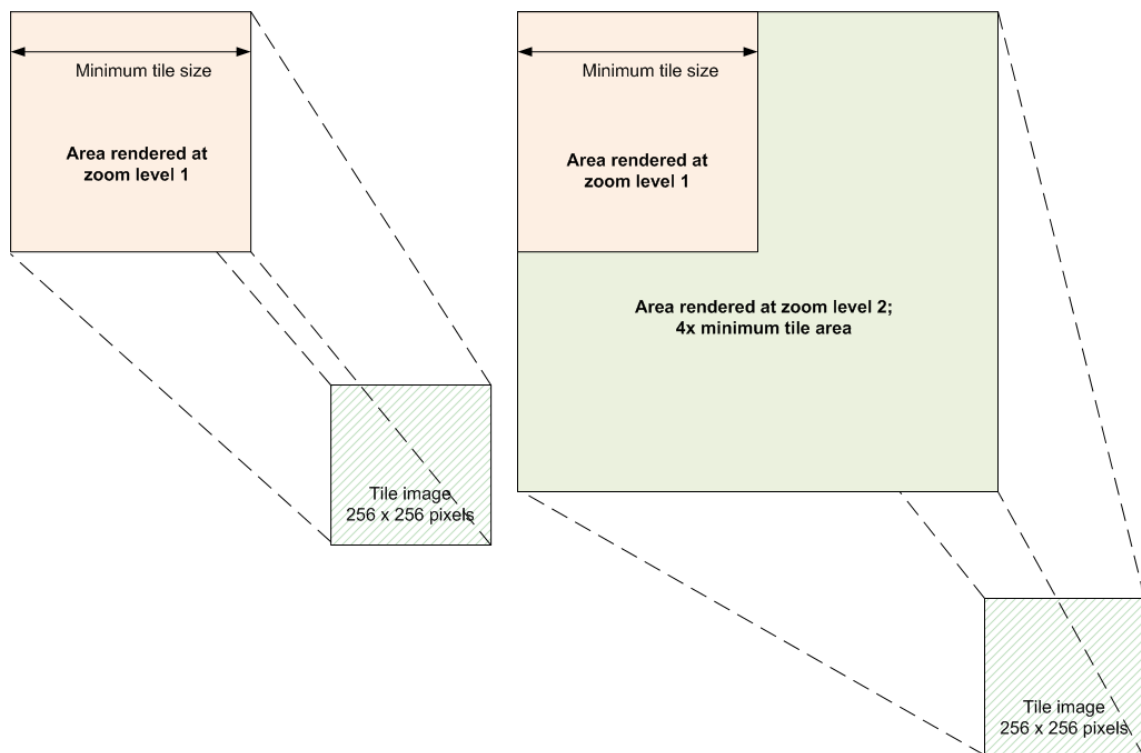 Minimum tile size
Area rendered at
zoom level 1
Tile image
256 x 256 pixels
Minimum tile size
Area rendered at
zoom level 1
Area rendered at zoom level 2;
4x minimum tile area
Tile image
256 x 256 pixels